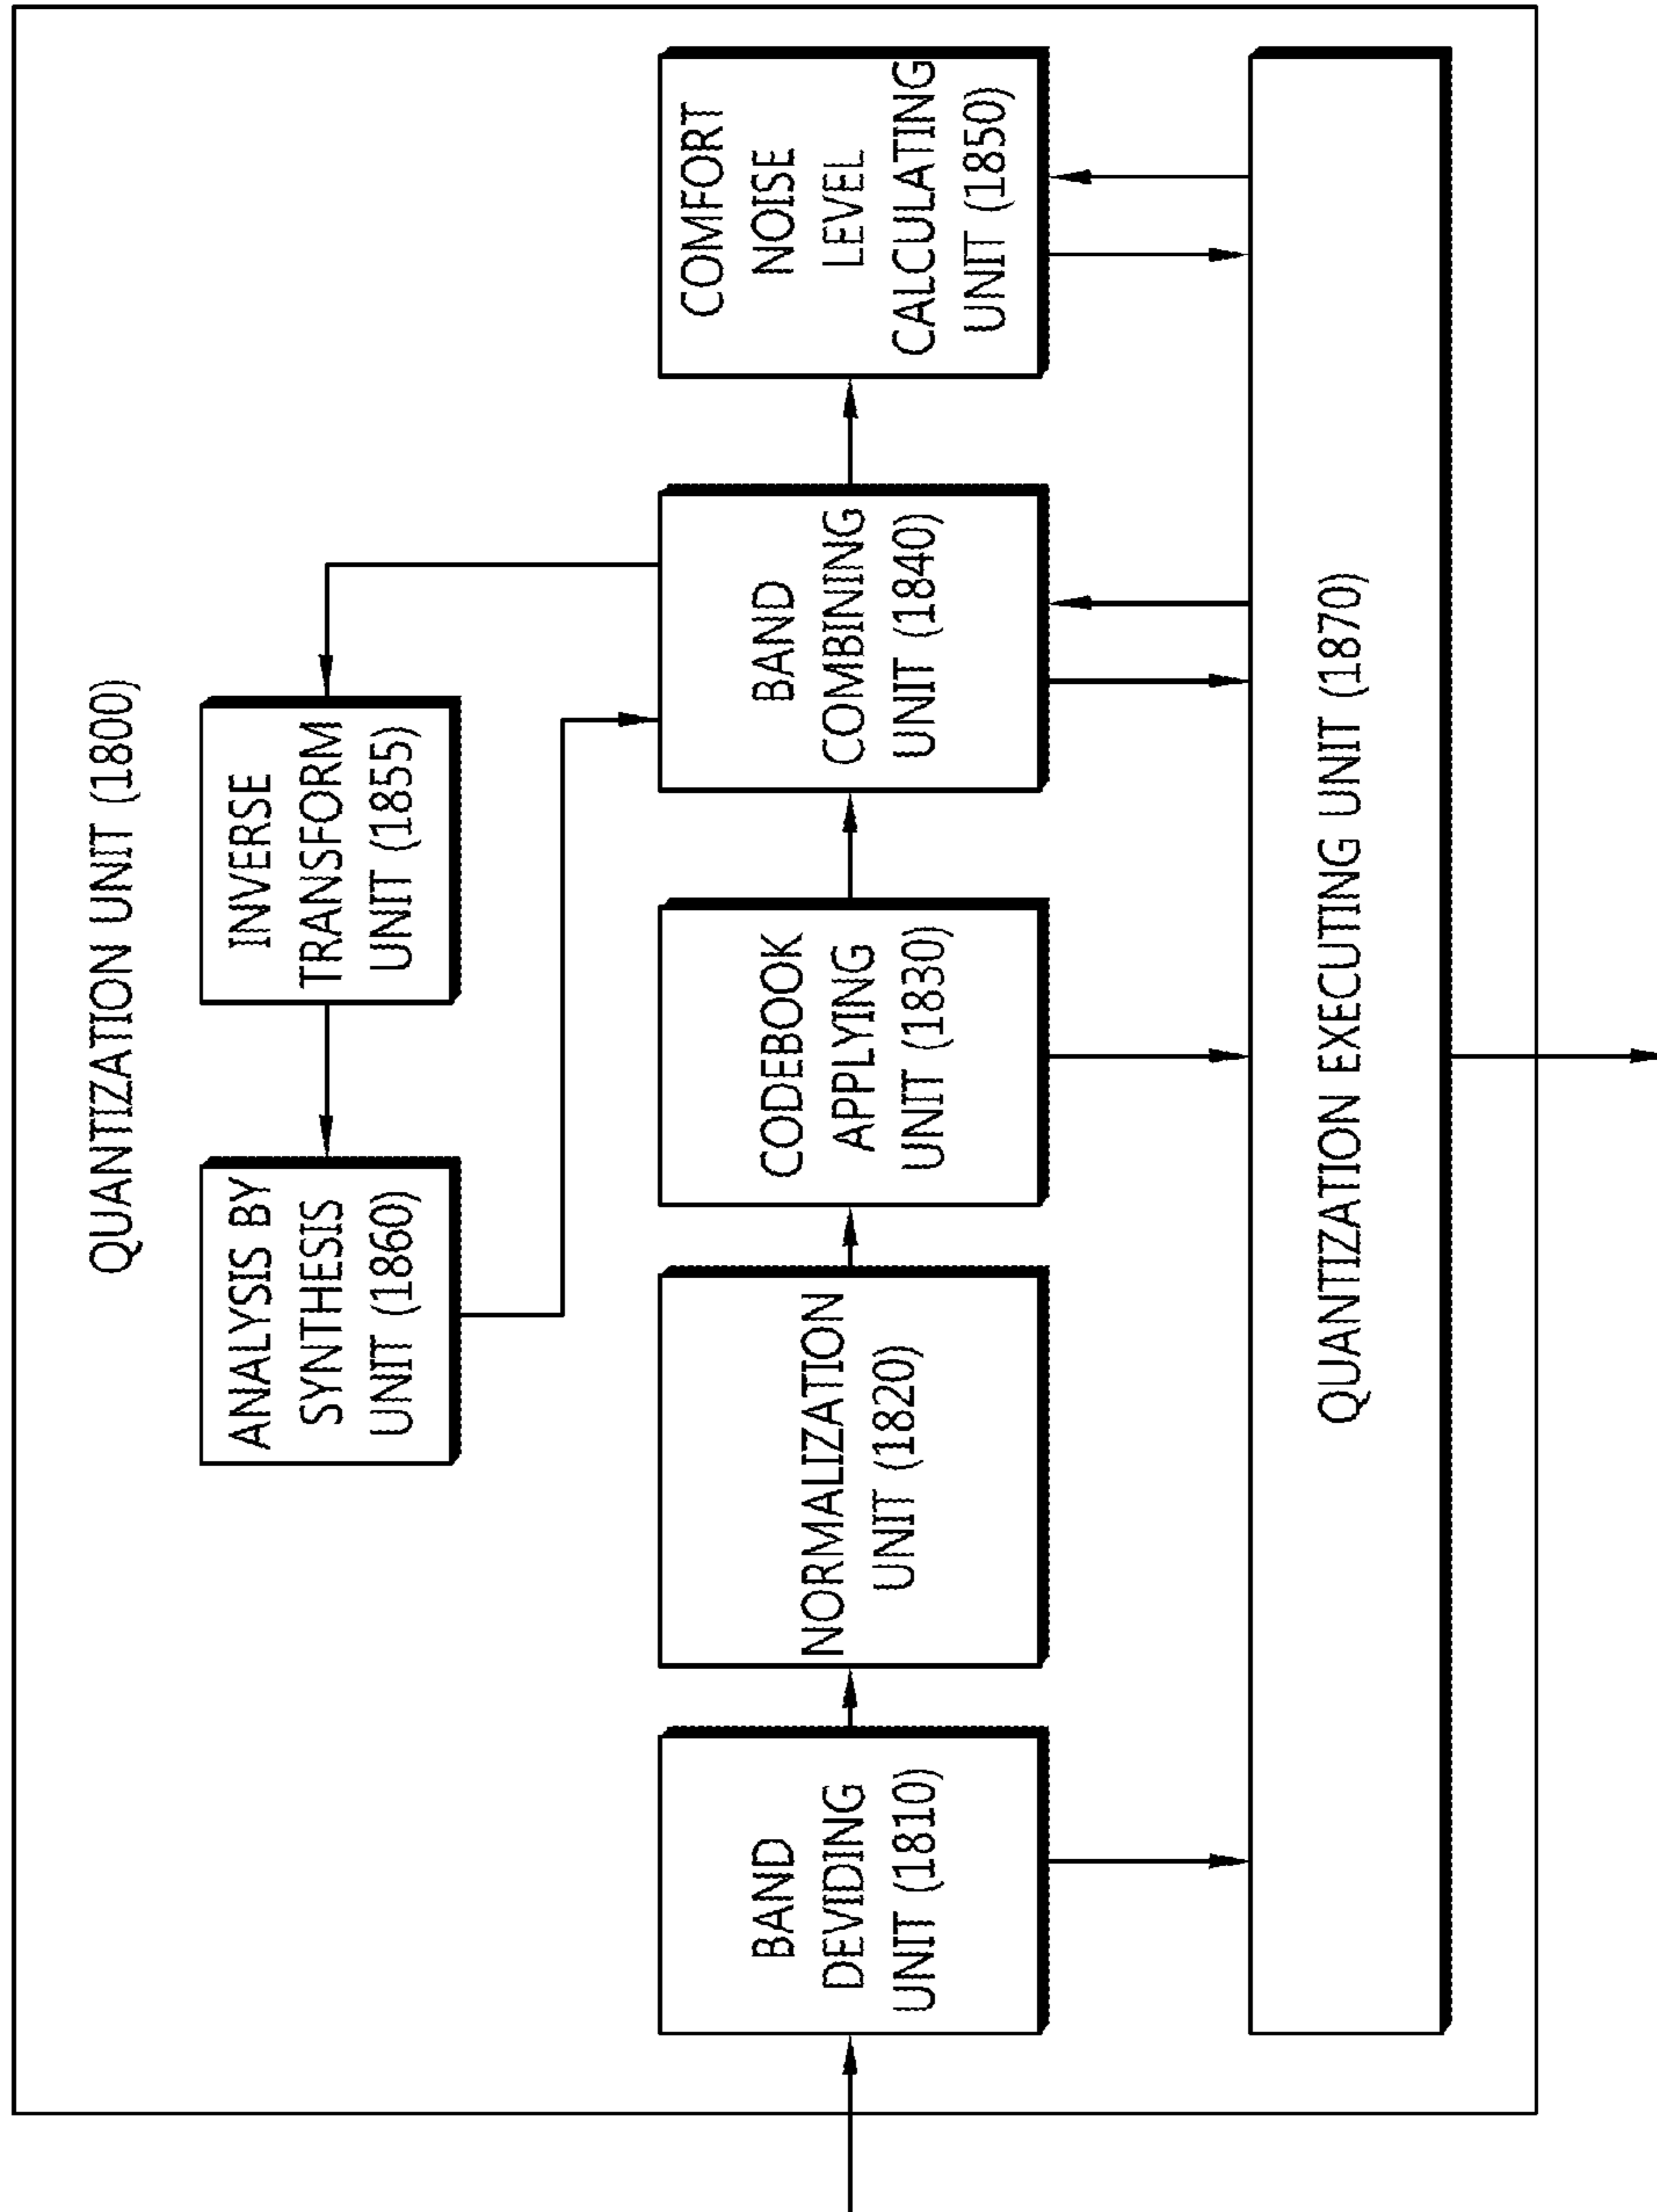 QUANTIZATION UNIT (1800)
ANALYSIS BY
SYNTHESIS
UNIT (1860)
INVERSE
TRANSFORM
UNIT (1855)
BAND
DEVIDING
UNIT (1810)
NORMALIZATION
UNIT (1820)
CODEBOOK
APPLYING
UNIT (1830)
BAND
COMBINING
UNIT (1840)
COMFORT
NOISE
LEVEL
CALCULATING
UNIT (1850)
QUANTIZATION EXECUTING UNIT (1870)